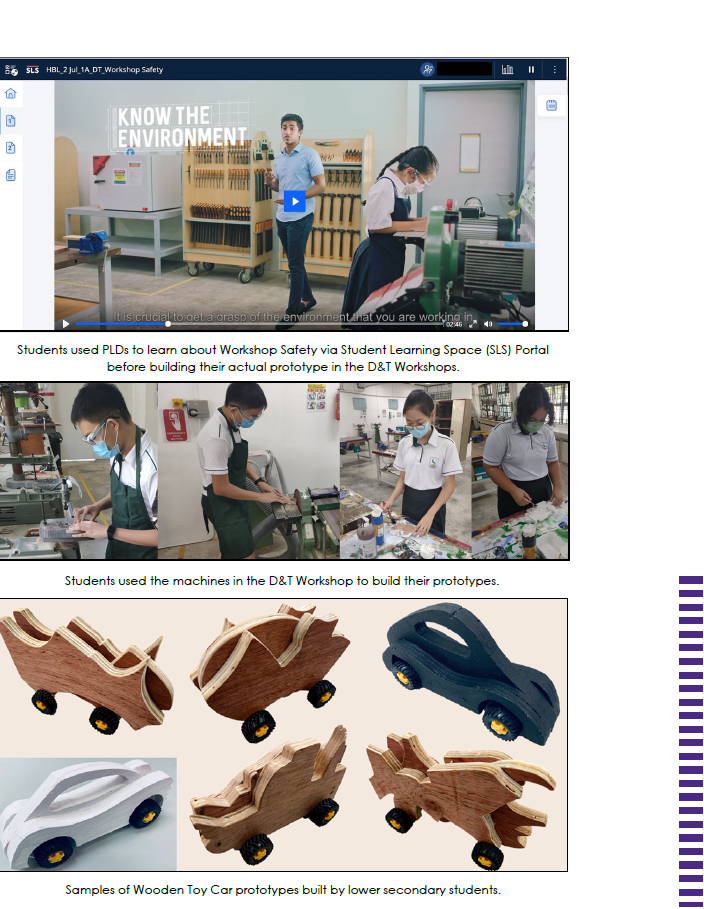 SLS HBL_2 Jul_1A_DT_Workshop Safety
KNOW THE
ENVIRONMENT
It is crucial to get a grasp of the environment that you are working in.
02:46
Students used PLDs to learn about Workshop Safety via Student Learning Space (SLS) Portal
before building their actual prototype in the D&T Workshops.
Students used the machines in the D&T Workshop to build their prototypes.
Samples of Wooden Toy Car prototypes built by lower secondary students.